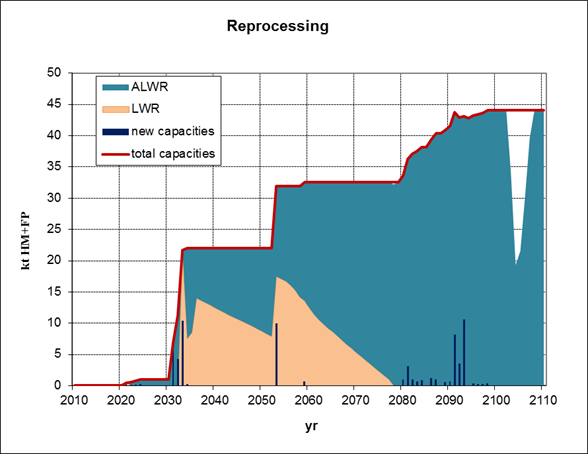 Reprocessing
50
45
40
35
30
25
20
15
10
5
0
kt HM+FP
ALWR
LWR
new capacities
total capacities
2010 2020 2030 2040 2050 2060 2070 2080 2090 2100 2110
yr